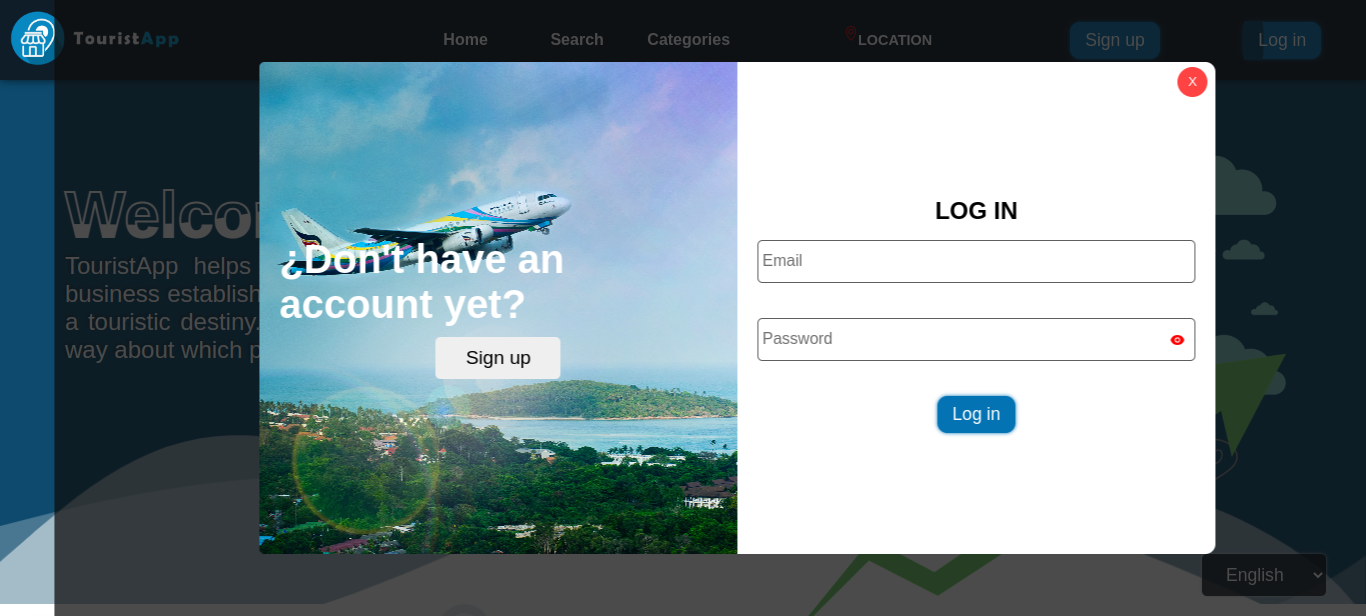 TouristApp
Home
Search
Categories
LOCATION
Sign up
Log in
X
Welco
TouristApp helps
business establish
a touristic destiny.
way about which p
¿Don't have an
account yet?
Sign up
LOG IN
Email
Password
Log in
English